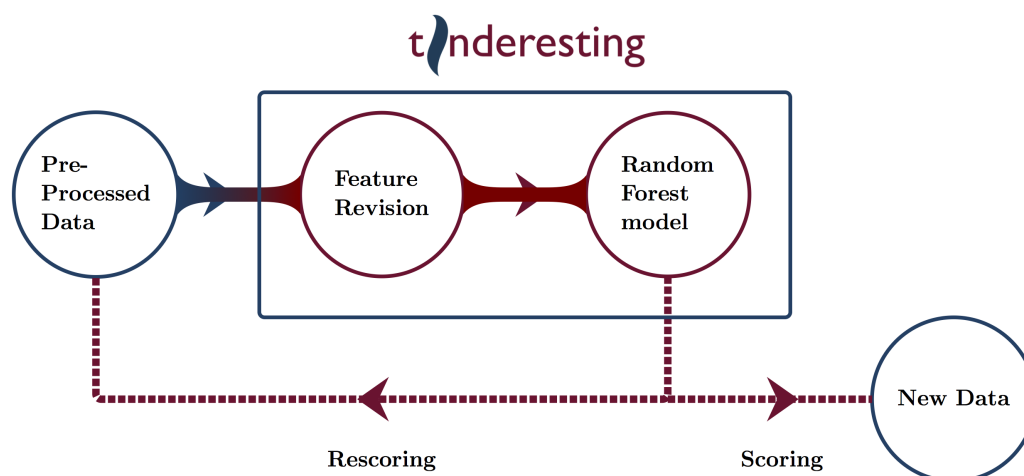 tinderesting
Pre-
Processed
Data
Feature
Revision
Random
Forest
model
New Data
Rescoring
Scoring